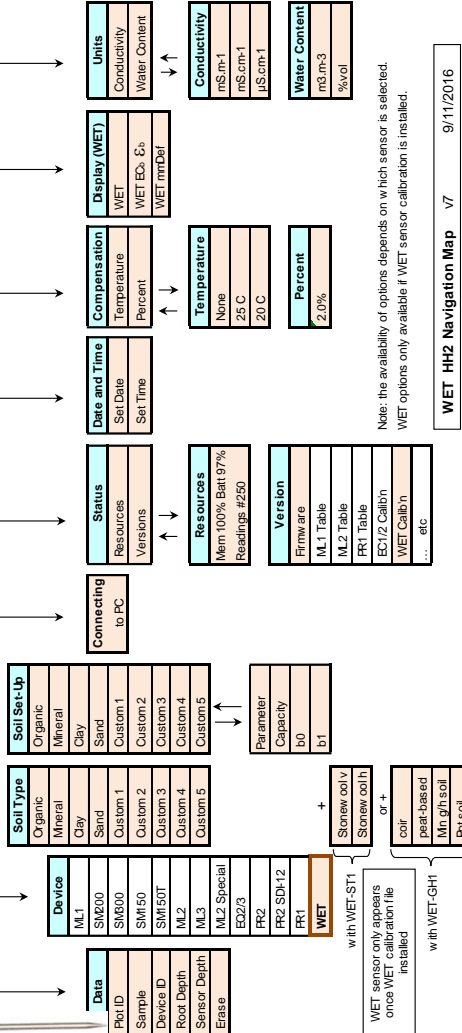 Data
Plot ID
Sample
Device ID
Root Depth
Sensor Depth
Erase
Device
ML1
SM200
SM300
SM150
SM150T
ML2
ML3
ML2 Special
EQ2/3
PR2
PR2 SDI-12
PR1
WET
WET sensor only appears
once WET calibration file
installed
Soil Type
Organic
Mineral
Clay
Sand
Custom 1
Custom 2
Custom 3
Custom 4
Custom 5
+
Stonewool v
Stonewool h
with WET-ST1
or +
coir
peat-based
Mn g/h soil
with WET-GH1
Soil Set-Up
Organic
Mineral
Clay
Sand
Custom 1
Custom 2
Custom 3
Custom 4
Custom 5
Parameter
Capacity
b0
b1
Connecting
to PC
Status
Resources
Versions
Resources
Mem 100% Batt 97%
Readings #250
Version
Firmware
ML1 Table
ML2 Table
PR1 Table
EC1/2 Calib'n
WET Calib'n
... etc
Date and Time
Set Date
Set Time
Compensation
Temperature
Percent
Temperature
None
25 C
20 C
Percent
2.0%
Display (WET)
WET
WET ECb εb
WET mmDef
Units
Conductivity
Water Content
Conductivity
mS.m-1
mS.cm-1
µS.cm-1
Water Content
m3.m-3
%vol
Note: the availability of options depends on which sensor is selected.
WET options only available if WET sensor calibration is installed.
WET HH2 Navigation Map v7 9/11/2016